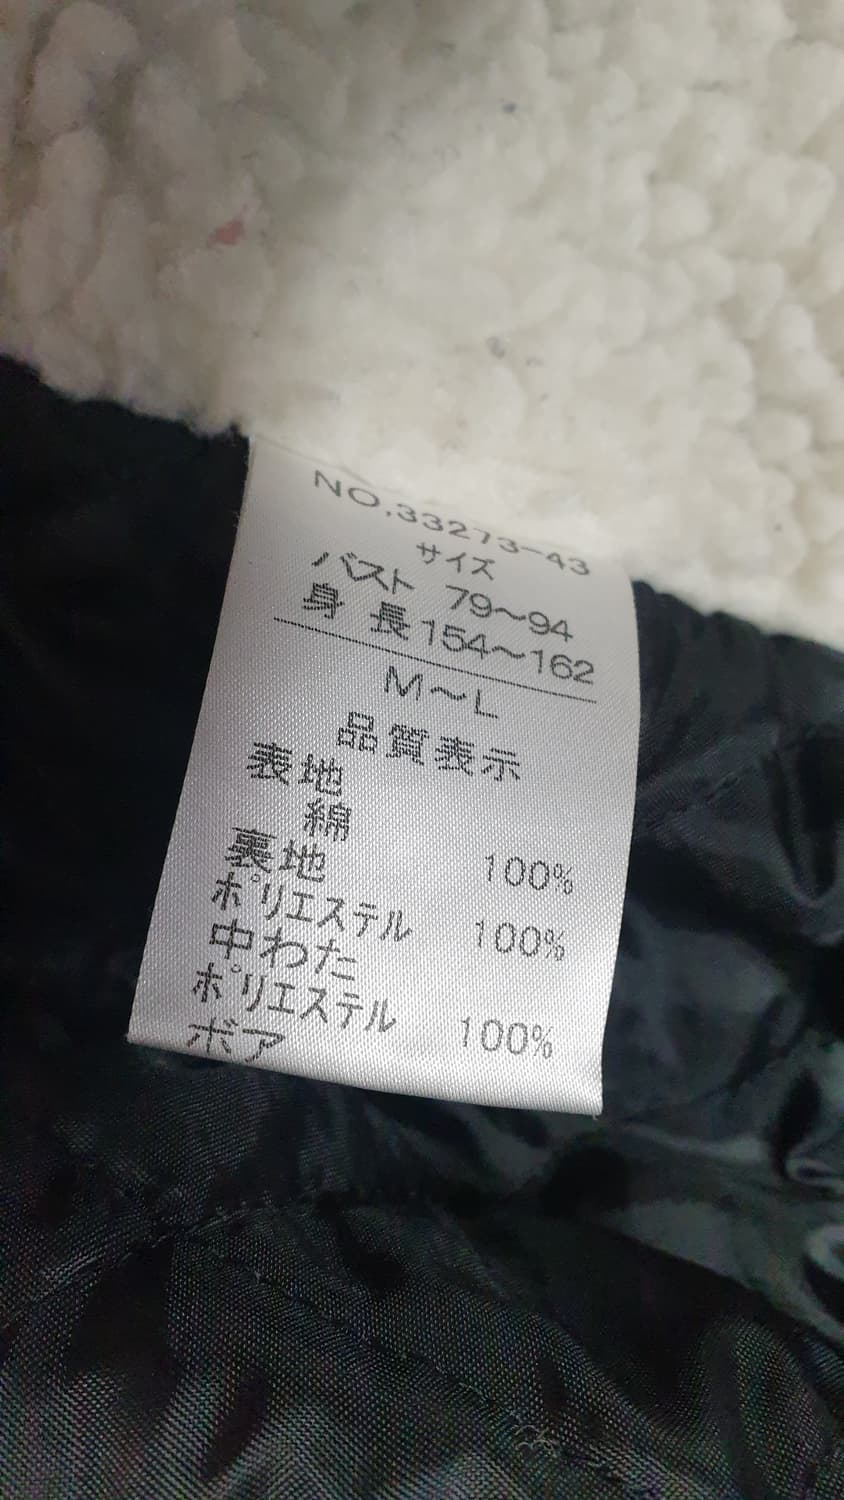 NO.33273-43
サイズ
バスト 79〜94
身 長 154〜162
M〜L
品質表示
表地
綿 100%
裏地
ポリエステル 100%
中わた
ポリエステル 100%
ボア